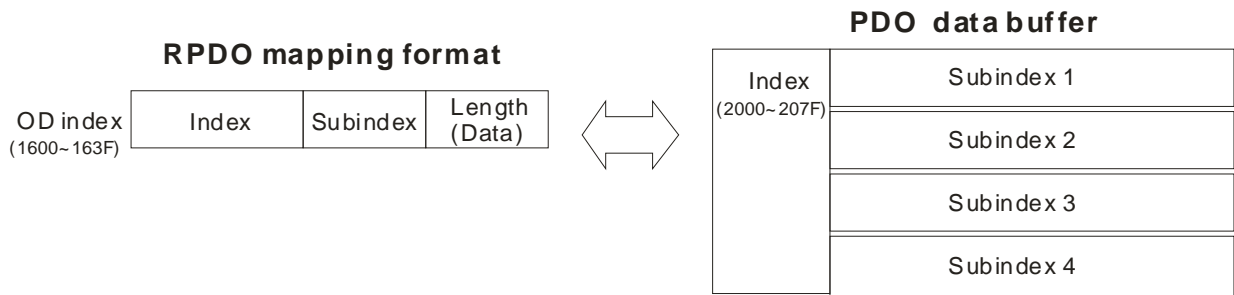 RPDO mapping format
OD index
(1600~163F)
Index
Subindex
Length
(Data)
PDO data buffer
Index
(2000~207F)
Subindex 1
Subindex 2
Subindex 3
Subindex 4